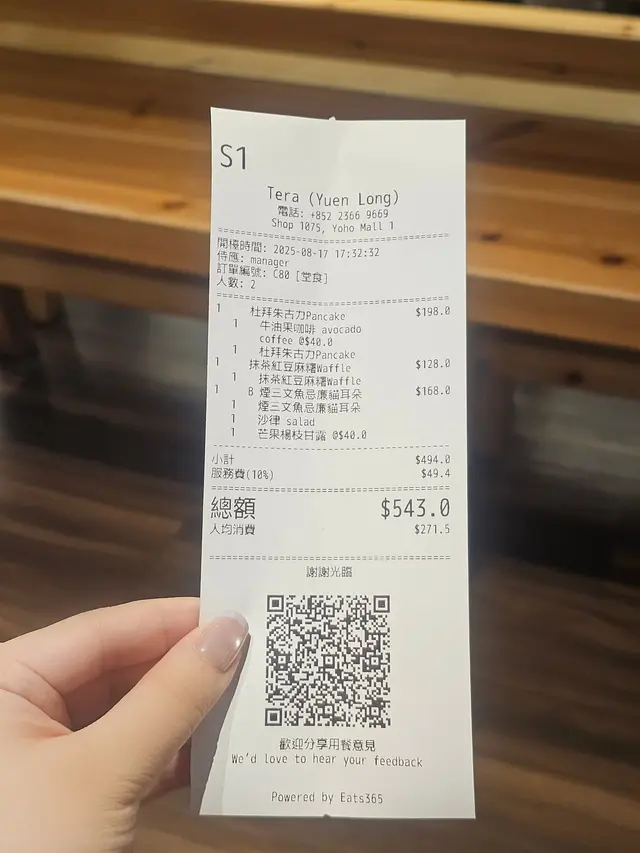 S1
Tera (Yuen Long)
電話: +852 2366 9669
Shop 1075, Yoho Mall 1
開檯時間: 2025-08-17 17:32:32
侍應: manager
訂單編號: C80 [堂食]
人數: 2
1 杜拜朱古力Pancake $198.0
1 牛油果咖啡 avocado
coffee @$40.0
1 杜拜朱古力Pancake
1 抹茶紅豆麻糬Waffle $128.0
1 抹茶紅豆麻糬Waffle
1 B 煙三文魚忌廉貓耳朵 $168.0
1 煙三文魚忌廉貓耳朵
1 沙律 salad
1 芒果楊枝甘露 @$40.0
小計 $494.0
服務費(10%) $49.4
總額 $543.0
人均消費 $271.5
謝謝光臨
歡迎分享用餐意見
We'd love to hear your feedback
Powered by Eats365